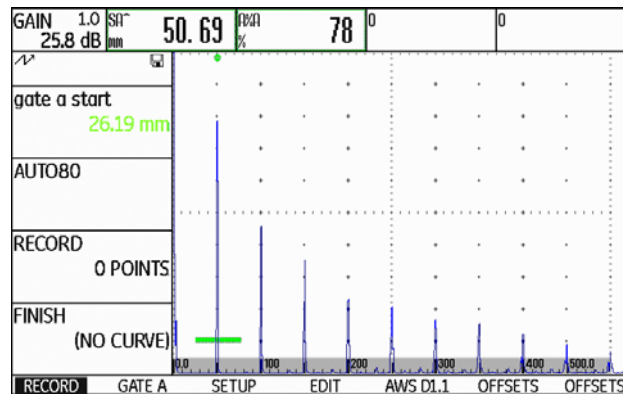 GAIN 1.0
25.8 dB
SA^
mm
50.69
A%A
%
78
0
0
gate a start
26.19 mm
AUTO80
RECORD
0 POINTS
FINISH
(NO CURVE)
0.0 100 200 300 400 500.0
RECORD GATE A SETUP EDIT AWS D1.1 OFFSETS OFFSETS